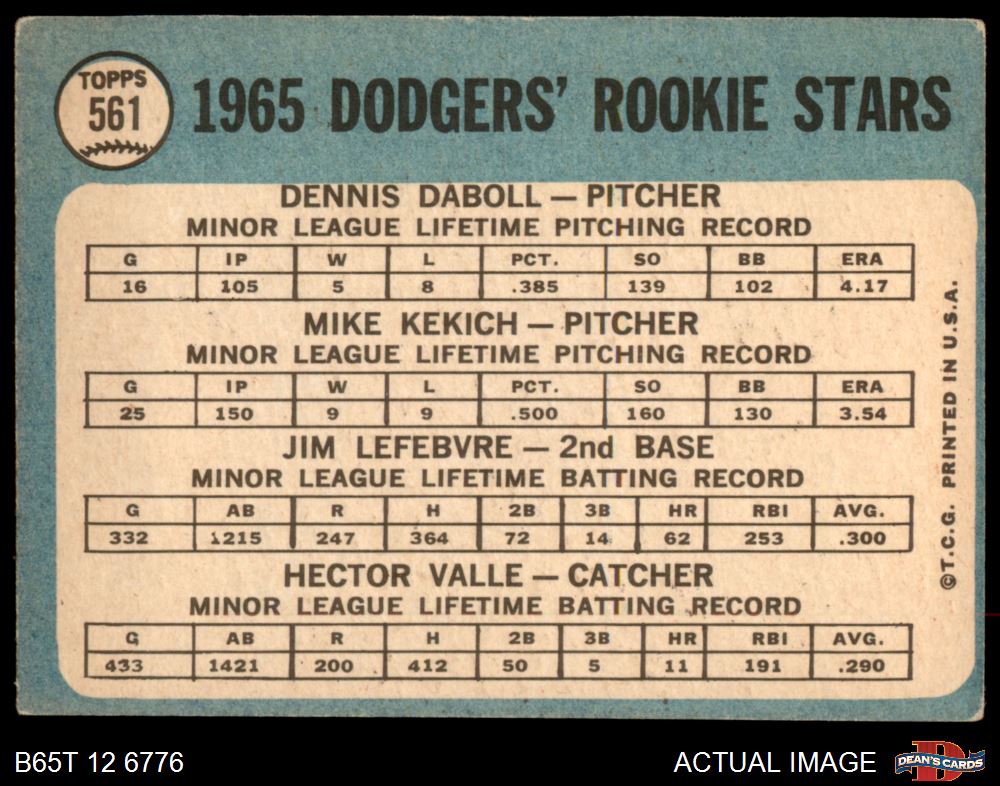 TOPPS
561
1965 DODGERS' ROOKIE STARS
DENNIS DABOLL — PITCHER
MINOR LEAGUE LIFETIME PITCHING RECORD
G IP W L PCT. SO BB ERA
16 105 5 8 .385 139 102 4.17
MIKE KEKICH — PITCHER
MINOR LEAGUE LIFETIME PITCHING RECORD
G IP W L PCT. SO BB ERA
25 150 9 9 .500 160 130 3.54
JIM LEFEBVRE — 2nd BASE
MINOR LEAGUE LIFETIME BATTING RECORD
G AB R H 2B 3B HR RBI AVG.
332 1215 247 364 72 14 62 253 .300
HECTOR VALLE — CATCHER
MINOR LEAGUE LIFETIME BATTING RECORD
G AB R H 2B 3B HR RBI AVG.
433 1421 200 412 50 5 11 191 .290
©T.C.G. PRINTED IN U.S.A.
B65T 12 6776
ACTUAL IMAGE
B
DEAN'S CARDS